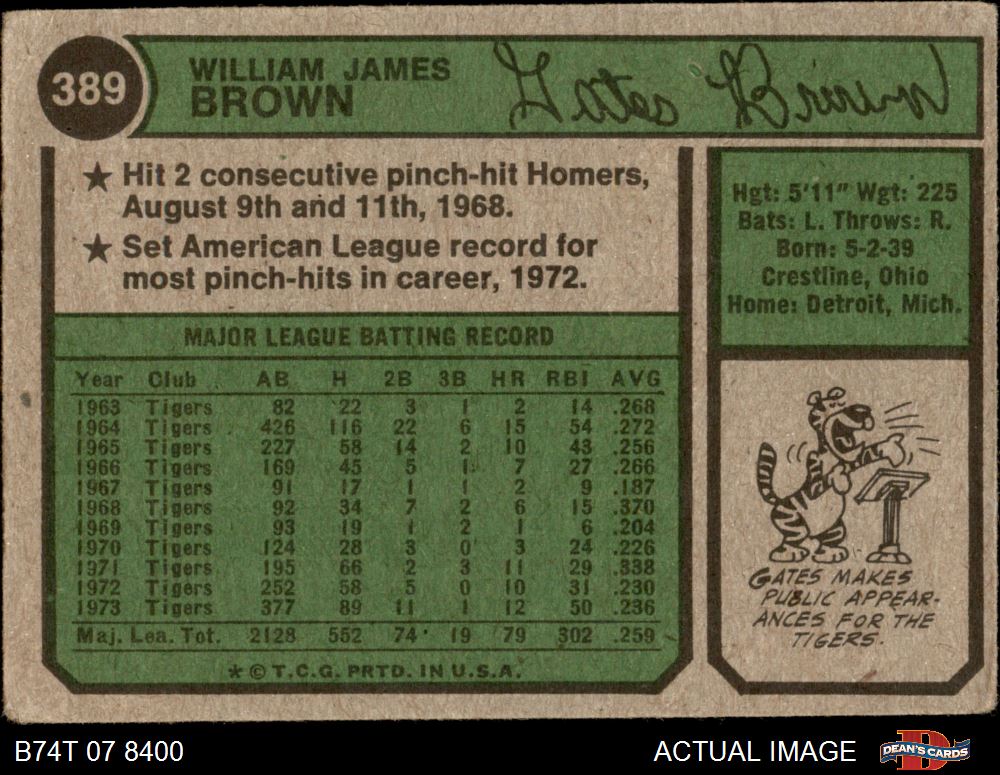 389
WILLIAM JAMES
BROWN
Gates Brown
★ Hit 2 consecutive pinch-hit Homers,
August 9th and 11th, 1968.
★ Set American League record for
most pinch-hits in career, 1972.
Hgt: 5'11" Wgt: 225
Bats: L. Throws: R.
Born: 5-2-39
Crestline, Ohio
Home: Detroit, Mich.
MAJOR LEAGUE BATTING RECORD
Year Club AB H 2B 3B HR RBI AVG
1963 Tigers 82 22 3 1 2 14 .268
1964 Tigers 426 116 22 6 15 54 .272
1965 Tigers 227 58 14 2 10 43 .256
1966 Tigers 169 45 5 1 7 27 .266
1967 Tigers 91 17 1 1 2 9 .187
1968 Tigers 92 34 7 2 6 15 .370
1969 Tigers 93 19 1 2 1 6 .204
1970 Tigers 124 28 3 0 3 24 .226
1971 Tigers 195 66 2 3 11 29 .338
1972 Tigers 252 58 5 0 10 31 .230
1973 Tigers 377 89 11 1 12 50 .236
Maj. Lea. Tot. 2128 552 74 19 79 302 .259
* © T.C.G. PRTD. IN U.S.A.
GATES MAKES
PUBLIC APPEAR-
ANCES FOR THE
TIGERS.
B74T 07 8400
ACTUAL IMAGE
DEAN'S CARDS